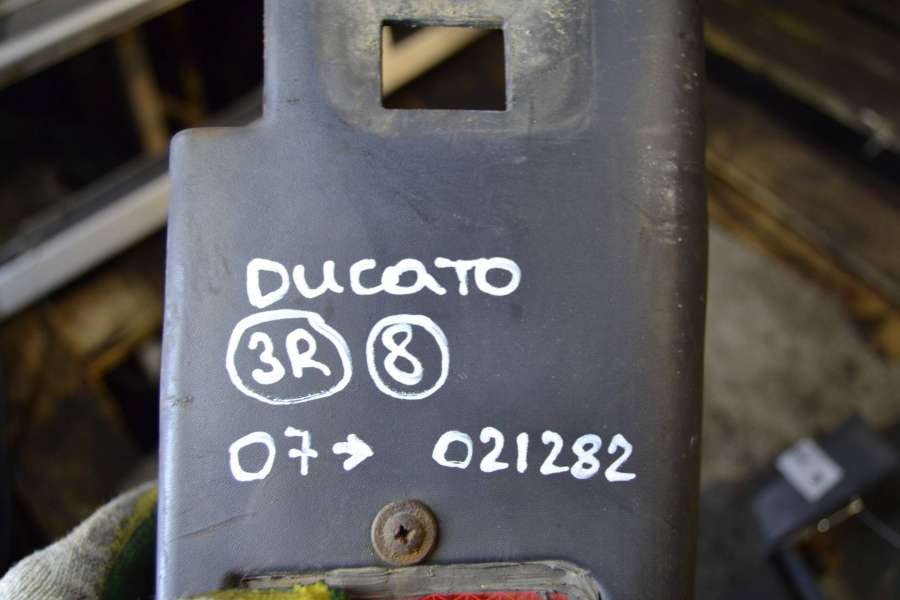 DUCATO
3R 8
07→ 021282